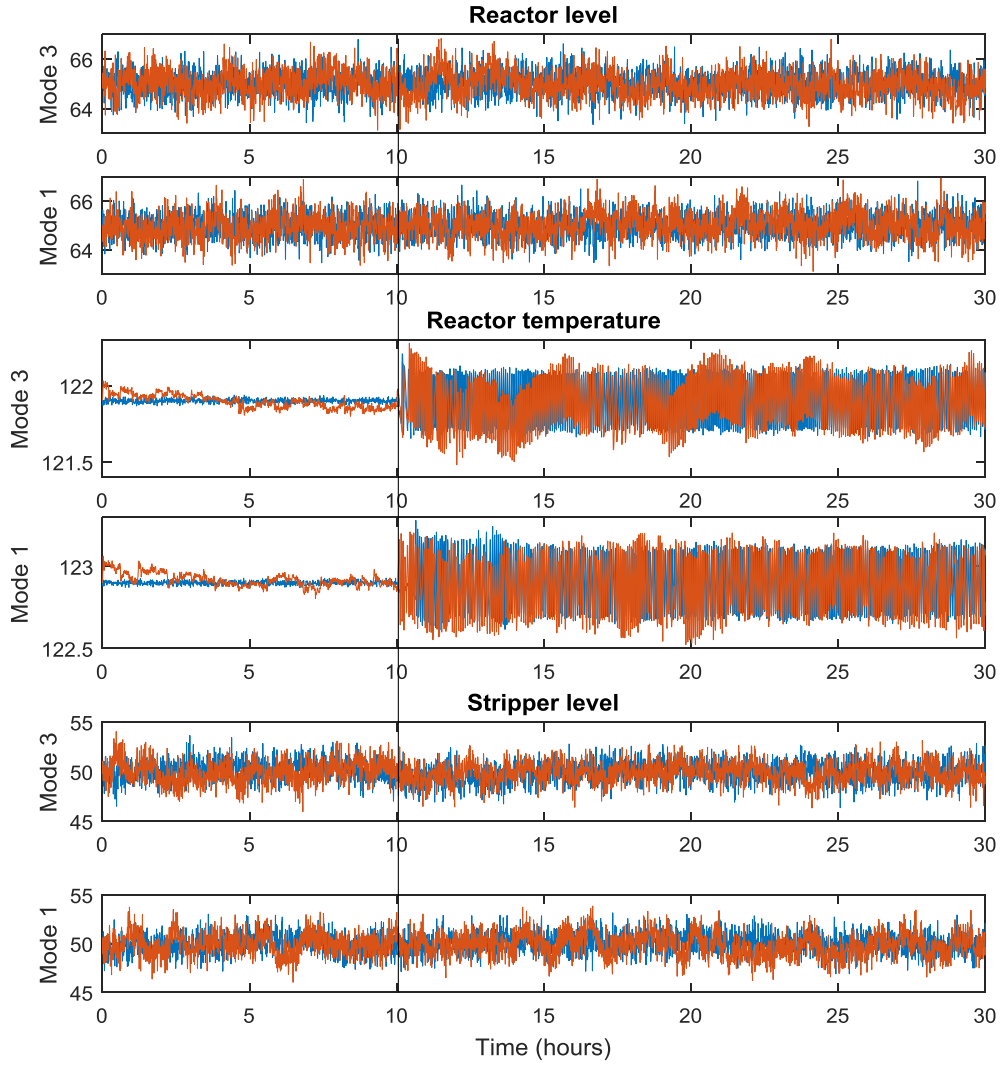 Reactor level
Mode 3
66
64
0 5 10 15 20 25 30
Mode 1
66
64
0 5 10 15 20 25 30
Reactor temperature
Mode 3
122
121.5
0 5 10 15 20 25 30
Mode 1
123
122.5
0 5 10 15 20 25 30
Stripper level
Mode 3
55
50
45
0 5 10 15 20 25 30
Mode 1
55
50
45
0 5 10 15 20 25 30
Time (hours)